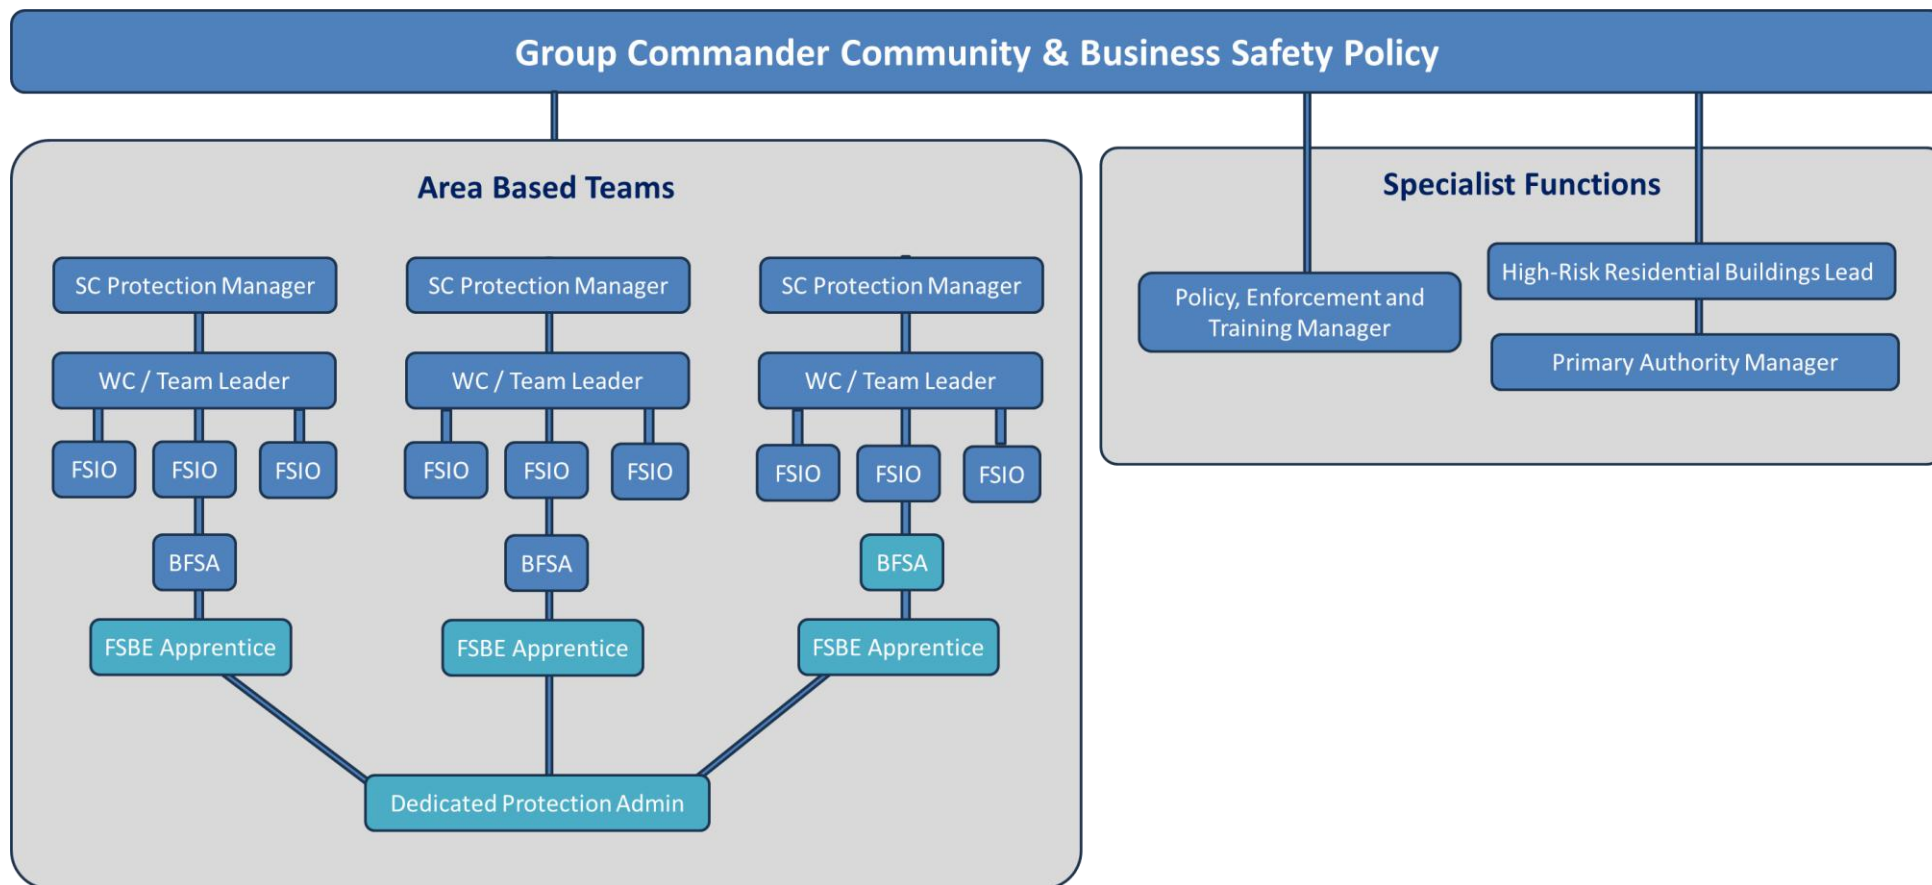 Group Commander Community & Business Safety Policy
Area Based Teams
SC Protection Manager
SC Protection Manager
SC Protection Manager
WC / Team Leader
WC / Team Leader
WC / Team Leader
FSIO
FSIO
FSIO
FSIO
FSIO
FSIO
FSIO
FSIO
FSIO
BFSA
BFSA
BFSA
FSBE Apprentice
FSBE Apprentice
FSBE Apprentice
Dedicated Protection Admin
Specialist Functions
Policy, Enforcement and
Training Manager
High-Risk Residential Buildings Lead
Primary Authority Manager